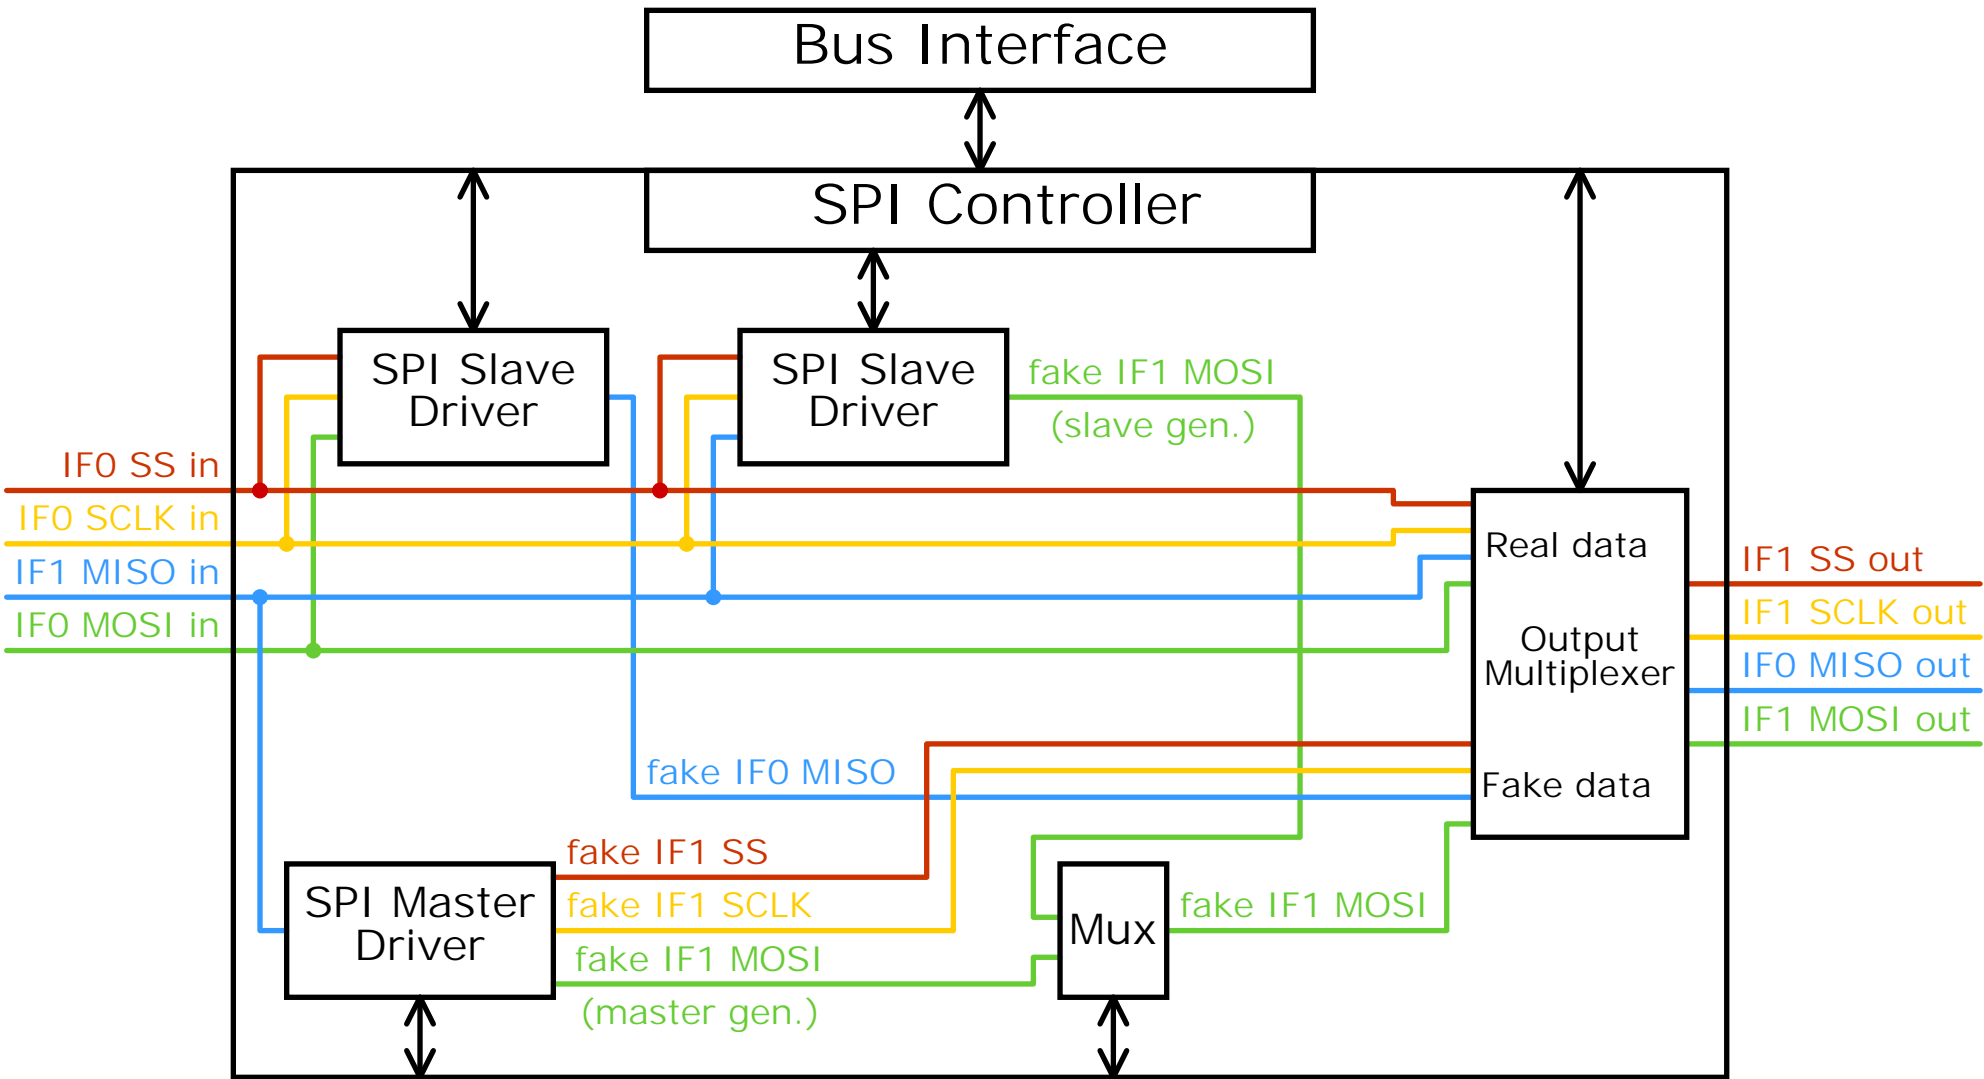 Bus Interface
SPI Controller
SPI Slave
Driver
SPI Slave
Driver
fake IF1 MOSI
(slave gen.)
IF0 SS in
IF0 SCLK in
IF1 MISO in
IF0 MOSI in
Real data
Output
Multiplexer
Fake data
IF1 SS out
IF1 SCLK out
IF0 MISO out
IF1 MOSI out
fake IF0 MISO
SPI Master
Driver
fake IF1 SS
fake IF1 SCLK
fake IF1 MOSI
(master gen.)
Mux
fake IF1 MOSI